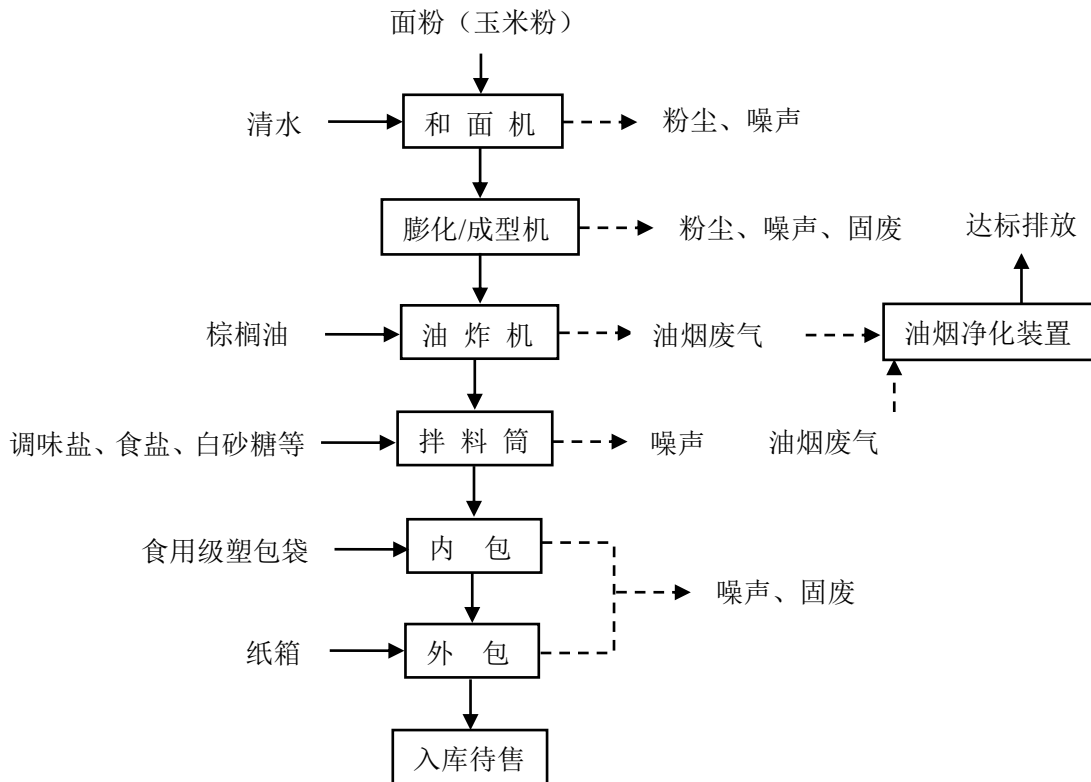 面粉（玉米粉）
清水
和 面 机
粉尘、噪声
膨化/成型机
粉尘、噪声、固废
达标排放
棕榈油
油 炸 机
油烟废气
油烟净化装置
调味盐、食盐、白砂糖等
拌 料 筒
噪声
油烟废气
食用级塑包袋
内 包
噪声、固废
纸箱
外 包
入库待售